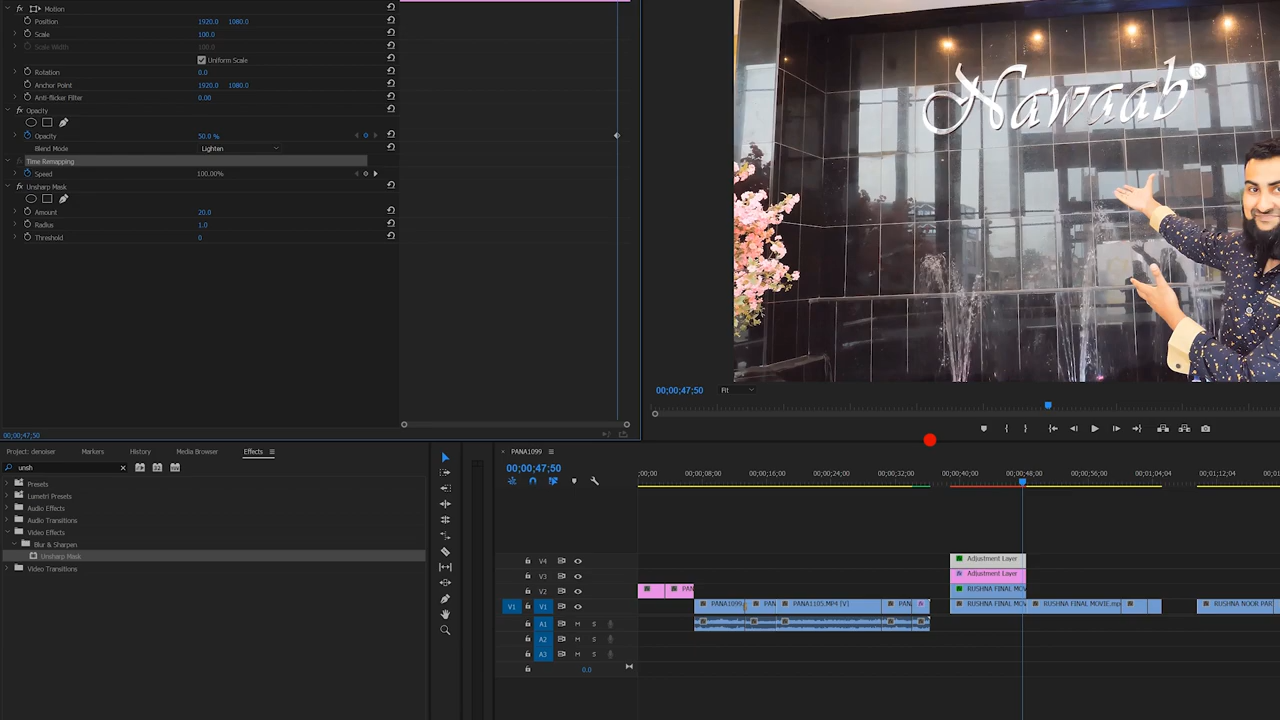 Motion
Position 1920.0 1080.0
Scale 100.0
Scale Width 100.0
Uniform Scale
Rotation 0.0
Anchor Point 1920.0 1080.0
Anti-flicker Filter 0.00
Opacity
Opacity 50.0 %
Blend Mode Lighten
Time Remapping
Speed 100.00%
Unsharp Mask
Amount 20.0
Radius 1.0
Threshold 0
00;00;47;50
Nawaab ®
00;00;47;50 Fit
Project: denoiser Markers History Media Browser Effects
unsh
Presets
Lumetri Presets
Audio Effects
Audio Transitions
Video Effects
Blur & Sharpen
Unsharp Mask
Video Transitions
× PANA1099
00;00;47;50
;00;00 00;00;08;00 00;00;16;00 00;00;24;00 00;00;32;00 00;00;40;00 00;00;48;00 00;00;56;00 00;01;04;00 00;01;12;00
V4 Adjustment Layer
V3 Adjustment Layer
V2 PAN RUSHNA FINAL MOV
V1 V1 PANA1099. PAN PANA1105.MP4 [V] PAN RUSHNA FINAL MOV RUSHNA FINAL MOVIE.mp RUSHNA NOOR PAR
A1 M S
A2 M S
A3 M S
0.0